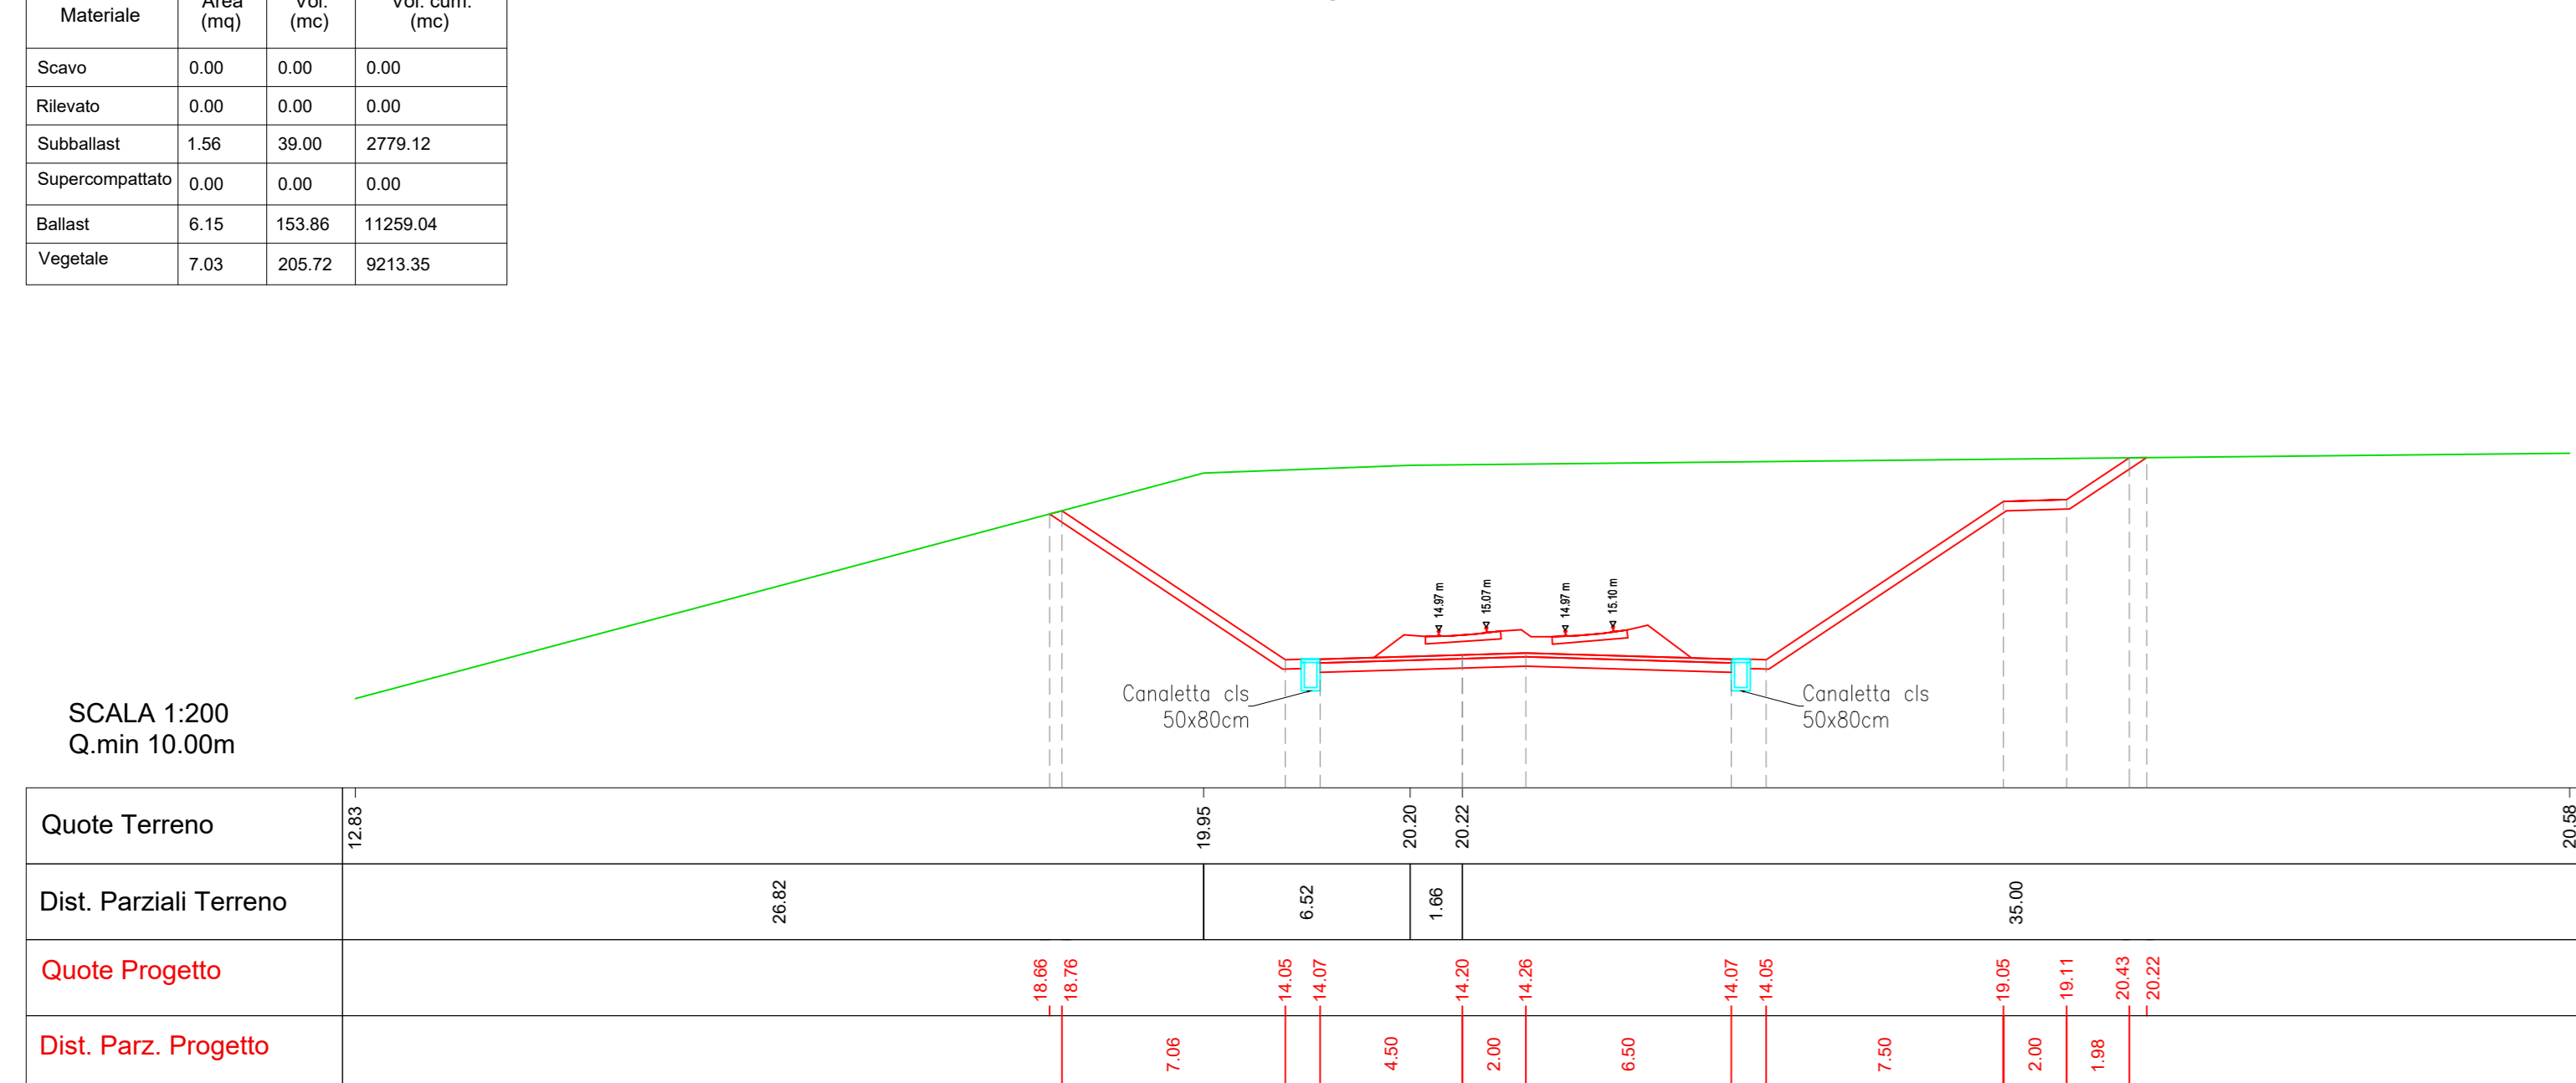 Materiale Area (mq) Vol. (mc) Vol. cum. (mc)
Scavo 0.00 0.00 0.00
Rilevato 0.00 0.00 0.00
Subballast 1.56 39.00 2779.12
Supercompattato 0.00 0.00 0.00
Ballast 6.15 153.86 11259.04
Vegetale 7.03 205.72 9213.35
14.97 m 15.07 m 14.97 m 15.10 m
Canaletta cls
50x80cm
Canaletta cls
50x80cm
SCALA 1:200
Q.min 10.00m
Quote Terreno 12.83 19.95 20.20 20.22 20.58
Dist. Parziali Terreno 26.82 6.52 1.66 35.00
Quote Progetto 18.66 18.76 14.05 14.07 14.20 14.26 14.07 14.05 19.05 19.11 20.43 20.22
Dist. Parz. Progetto 7.06 4.50 2.00 6.50 7.50 2.00 1.98